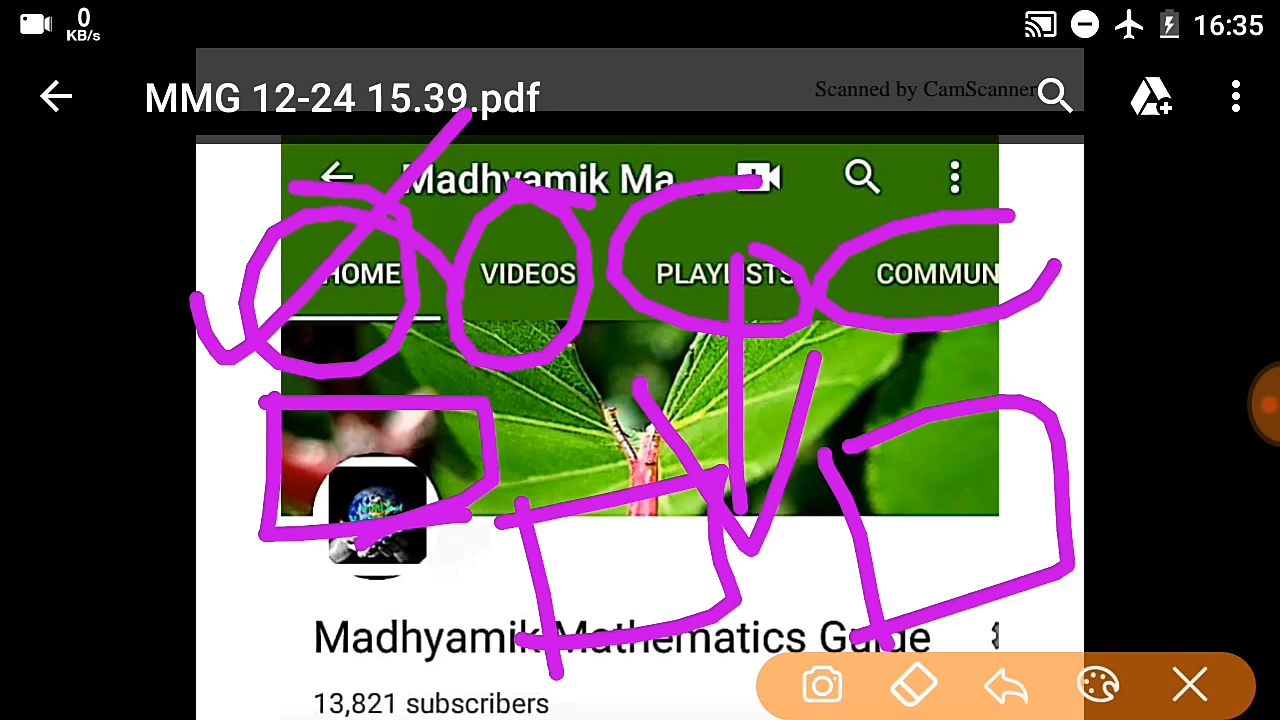 0
KB/s
16:35
MMG 12-24 15.39.pdf
Scanned by CamScanner
Madhyamik Ma
HOME VIDEOS PLAYLISTS COMMUN
Madhyamik Mathematics Guide
13,821 subscribers